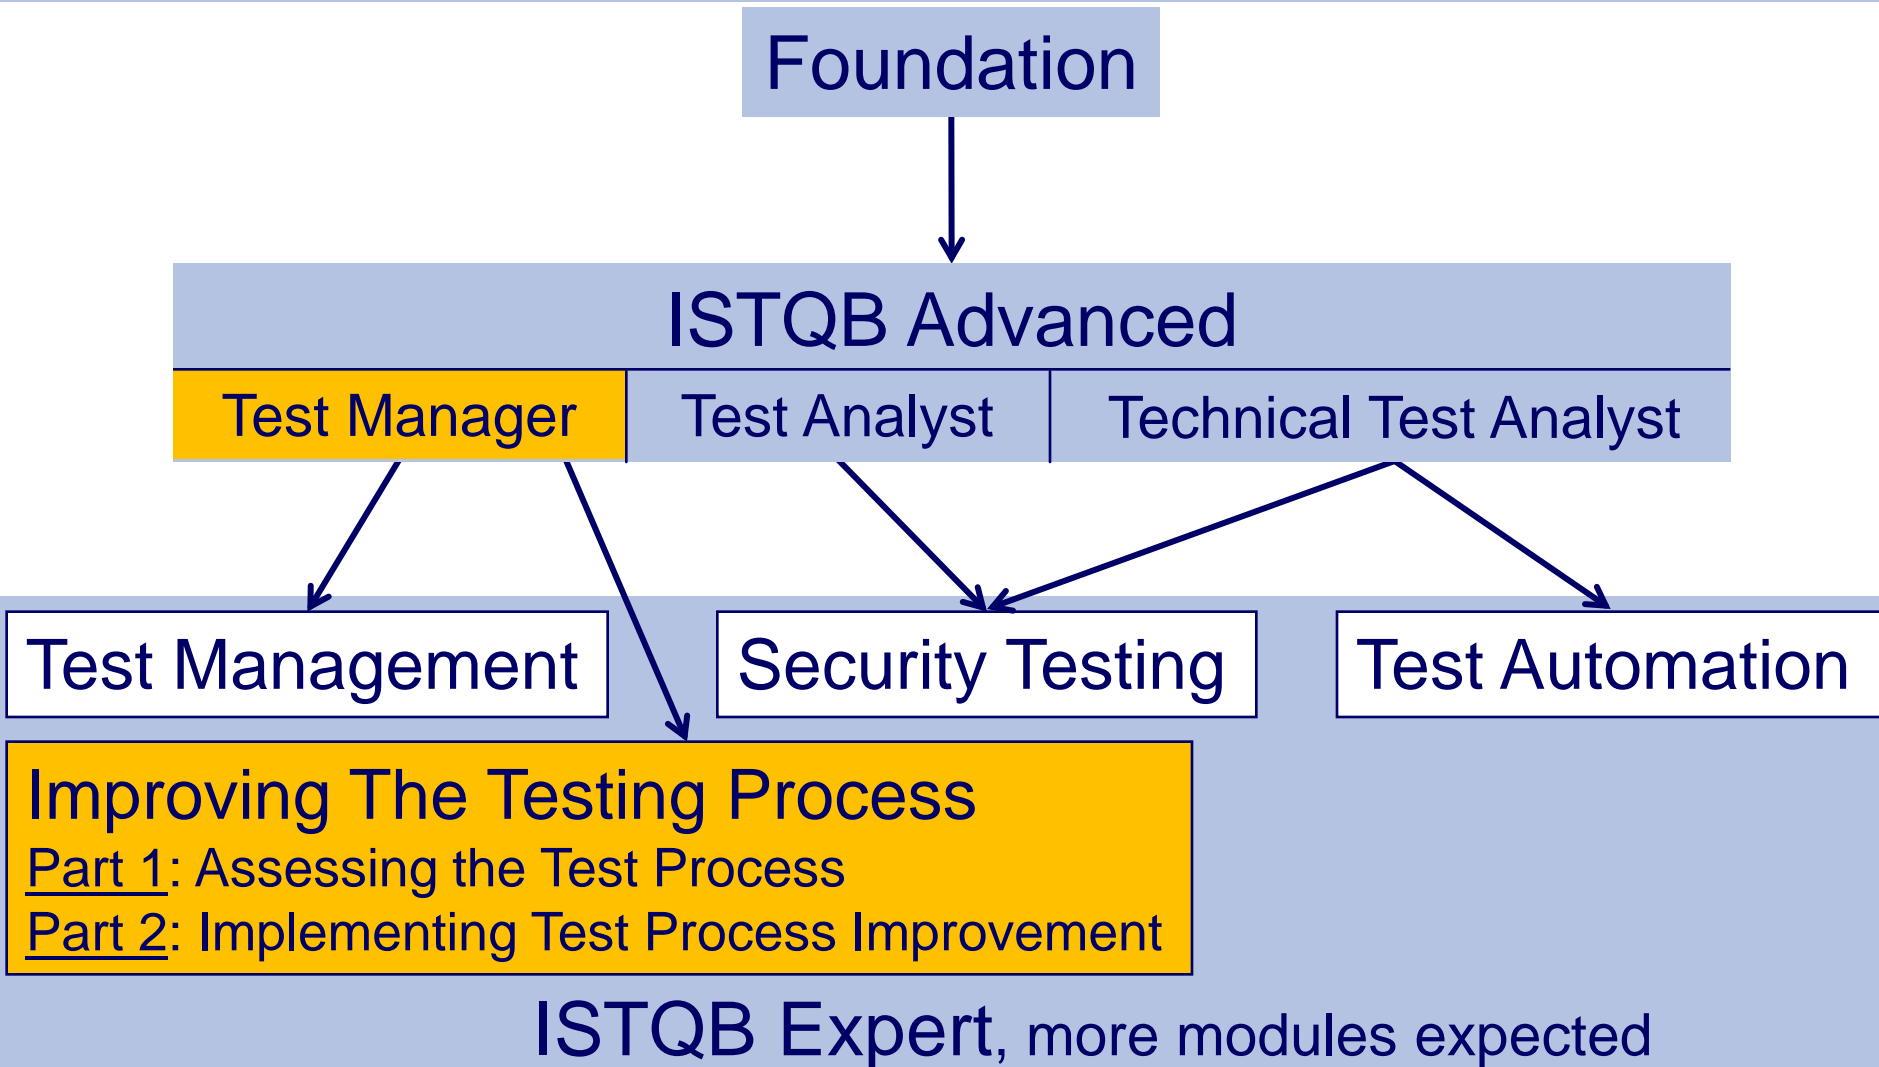 Foundation
ISTQB Advanced
Test Manager
Test Analyst
Technical Test Analyst
Test Management
Security Testing
Test Automation
Improving The Testing Process
Part 1: Assessing the Test Process
Part 2: Implementing Test Process Improvement
ISTQB Expert, more modules expected